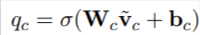 q_c = σ(W_c ṽ_c + b_c)